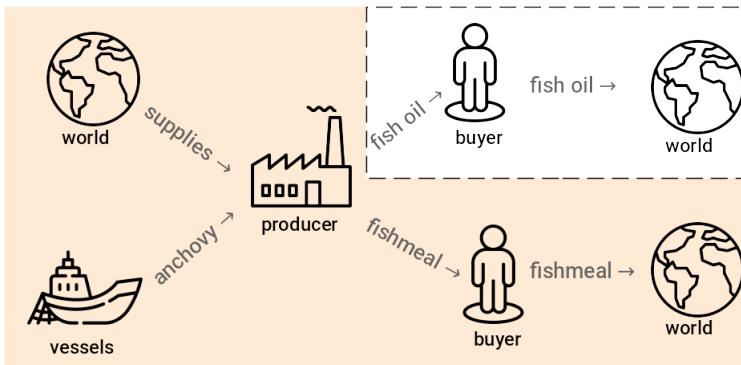 world
supplies →
producer
anchovy →
vessels
fish oil →
buyer
fish oil →
world
fishmeal →
buyer
fishmeal →
world